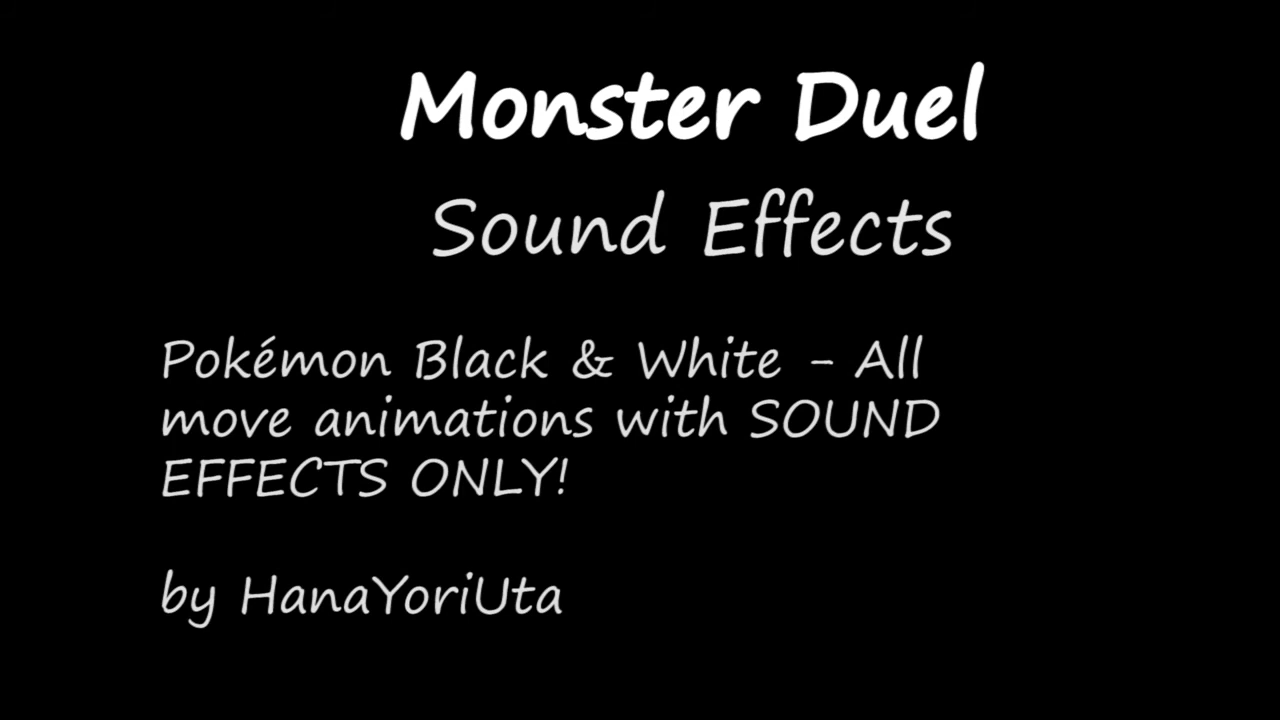 Monster Duel
Sound Effects
Pokémon Black & White - All
move animations with SOUND
EFFECTS ONLY!
by HanaYoriUta